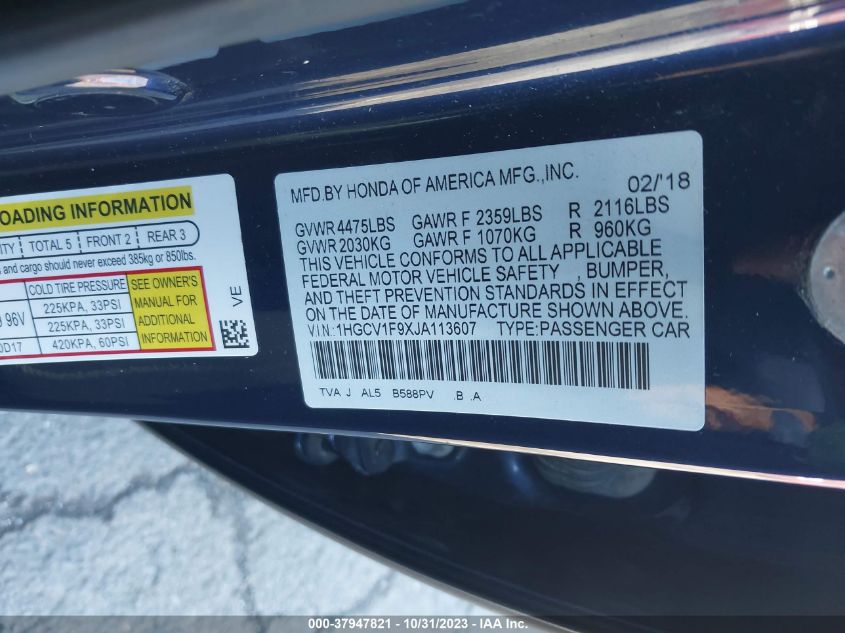 OADING INFORMATION
ITY TOTAL 5 FRONT 2 REAR 3
s and cargo should never exceed 385kg or 850lbs.
COLD TIRE PRESSURE SEE OWNER'S MANUAL FOR ADDITIONAL INFORMATION
96V 225KPA, 33PSI
225KPA, 33PSI
0D17 420KPA, 60PSI
VE
MFD.BY HONDA OF AMERICA MFG.,INC. 02/'18
GVWR 4475LBS GAWR F 2359LBS R 2116LBS
GVWR 2030KG GAWR F 1070KG R 960KG
THIS VEHICLE CONFORMS TO ALL APPLICABLE
FEDERAL MOTOR VEHICLE SAFETY , BUMPER,
AND THEFT PREVENTION STANDARDS IN EFFECT
ON THE DATE OF MANUFACTURE SHOWN ABOVE.
V.I.N: 1HGCV1F9XJA113607 TYPE:PASSENGER CAR
TVA J AL5 B588PV .B .A
000-37947821 - 10/31/2023 - IAA Inc.